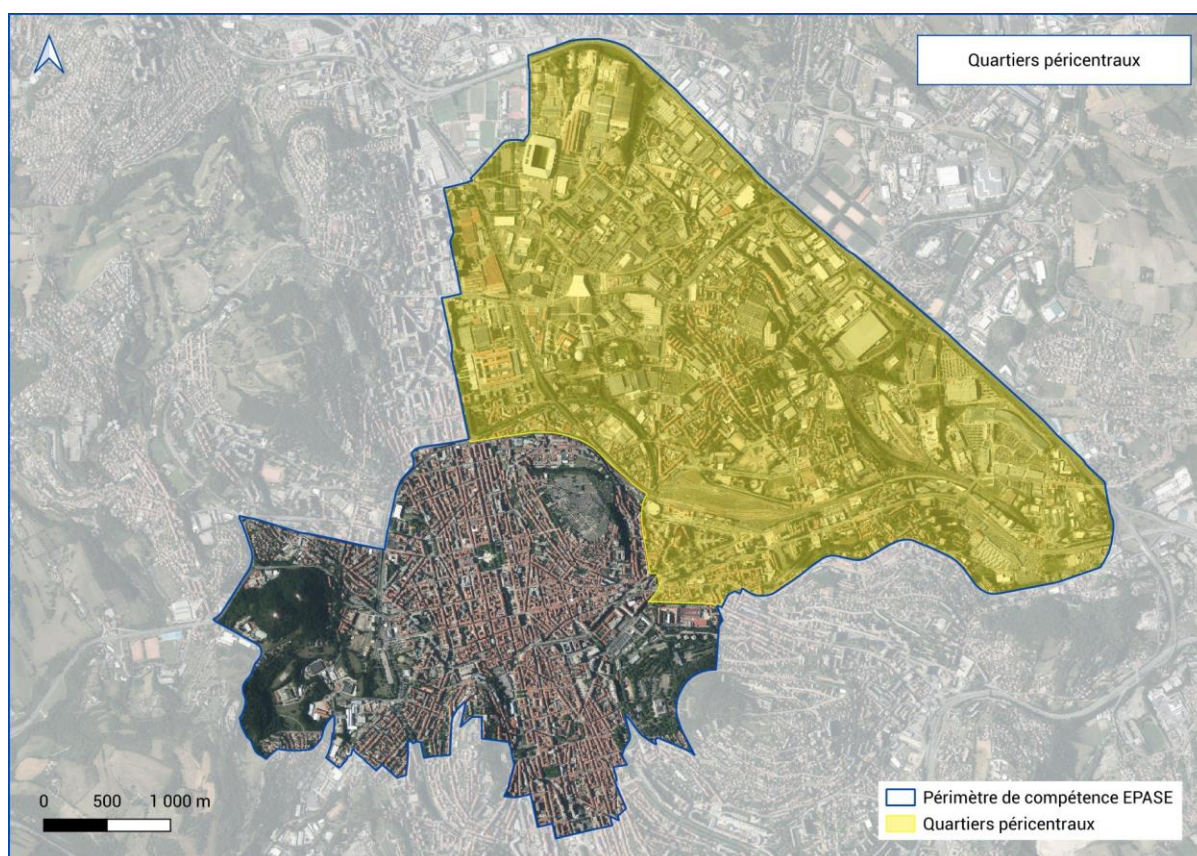 Quartiers péricentraux
0 500 1 000 m
Périmètre de compétence EPASE
Quartiers péricentraux